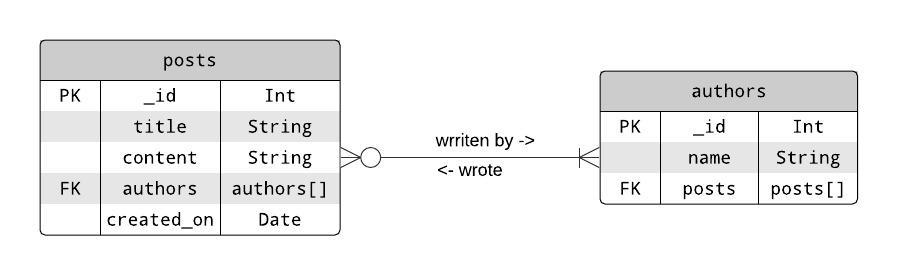 posts
PK _id Int
title String
content String
FK authors authors[]
created_on Date
wrriten by ->
<- wrote
authors
PK _id Int
name String
FK posts posts[]